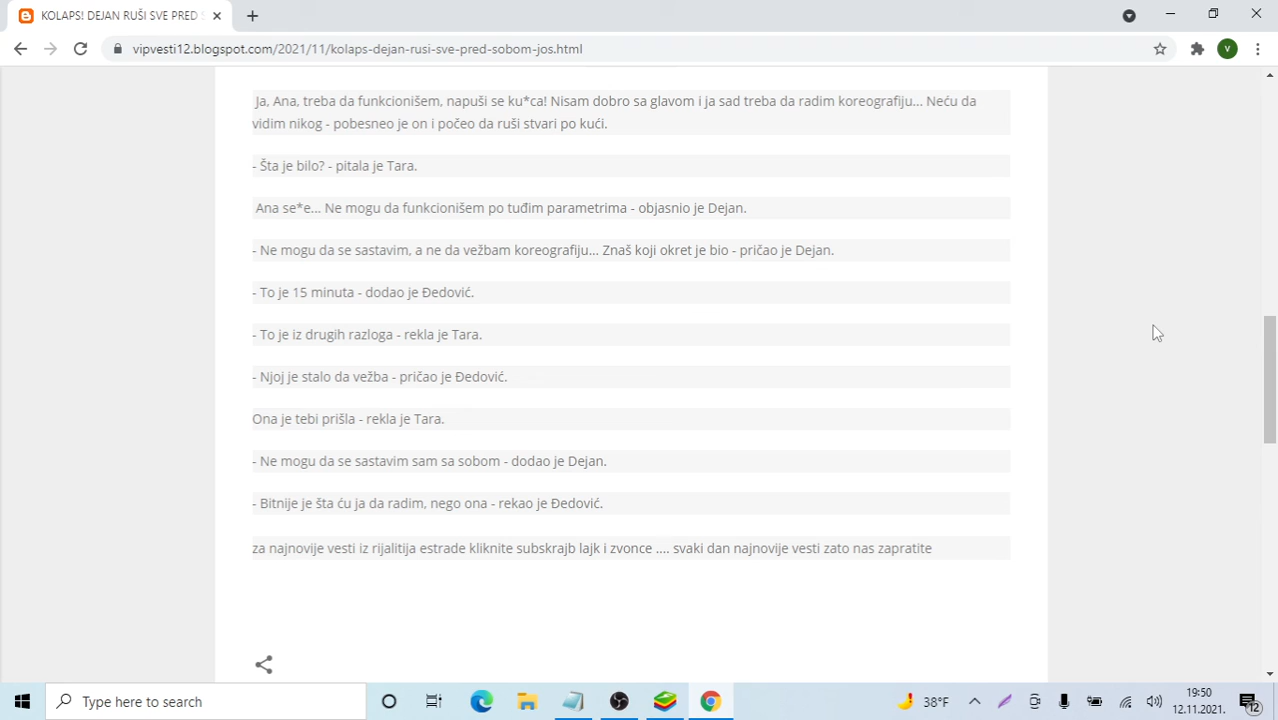 KOLAPS! DEJAN RUŠI SVE PRED S
vipvesti12.blogspot.com/2021/11/kolaps-dejan-rusi-sve-pred-sobom-jos.html
V
Ja, Ana, treba da funkcionišem, napuši se ku*ca! Nisam dobro sa glavom i ja sad treba da radim koreografiju... Neću da
vidim nikog - pobesneo je on i počeo da ruši stvari po kući.
- Šta je bilo? - pitala je Tara.
Ana se*e... Ne mogu da funkcionišem po tuđim parametrima - objasnio je Dejan.
- Ne mogu da se sastavim, a ne da vežbam koreografiju... Znaš koji okret je bio - pričao je Dejan.
- To je 15 minuta - dodao je Đedović.
- To je iz drugih razloga - rekla je Tara.
- Njoj je stalo da vežba - pričao je Đedović.
Ona je tebi prišla - rekla je Tara.
- Ne mogu da se sastavim sam sa sobom - dodao je Dejan.
- Bitnije je šta ću ja da radim, nego ona - rekao je Đedović.
za najnovije vesti iz rijalitija estrade kliknite subskrajb lajk i zvonce .... svaki dan najnovije vesti zato nas zapratite
Type here to search
38°F
19:50
12.11.2021.
12